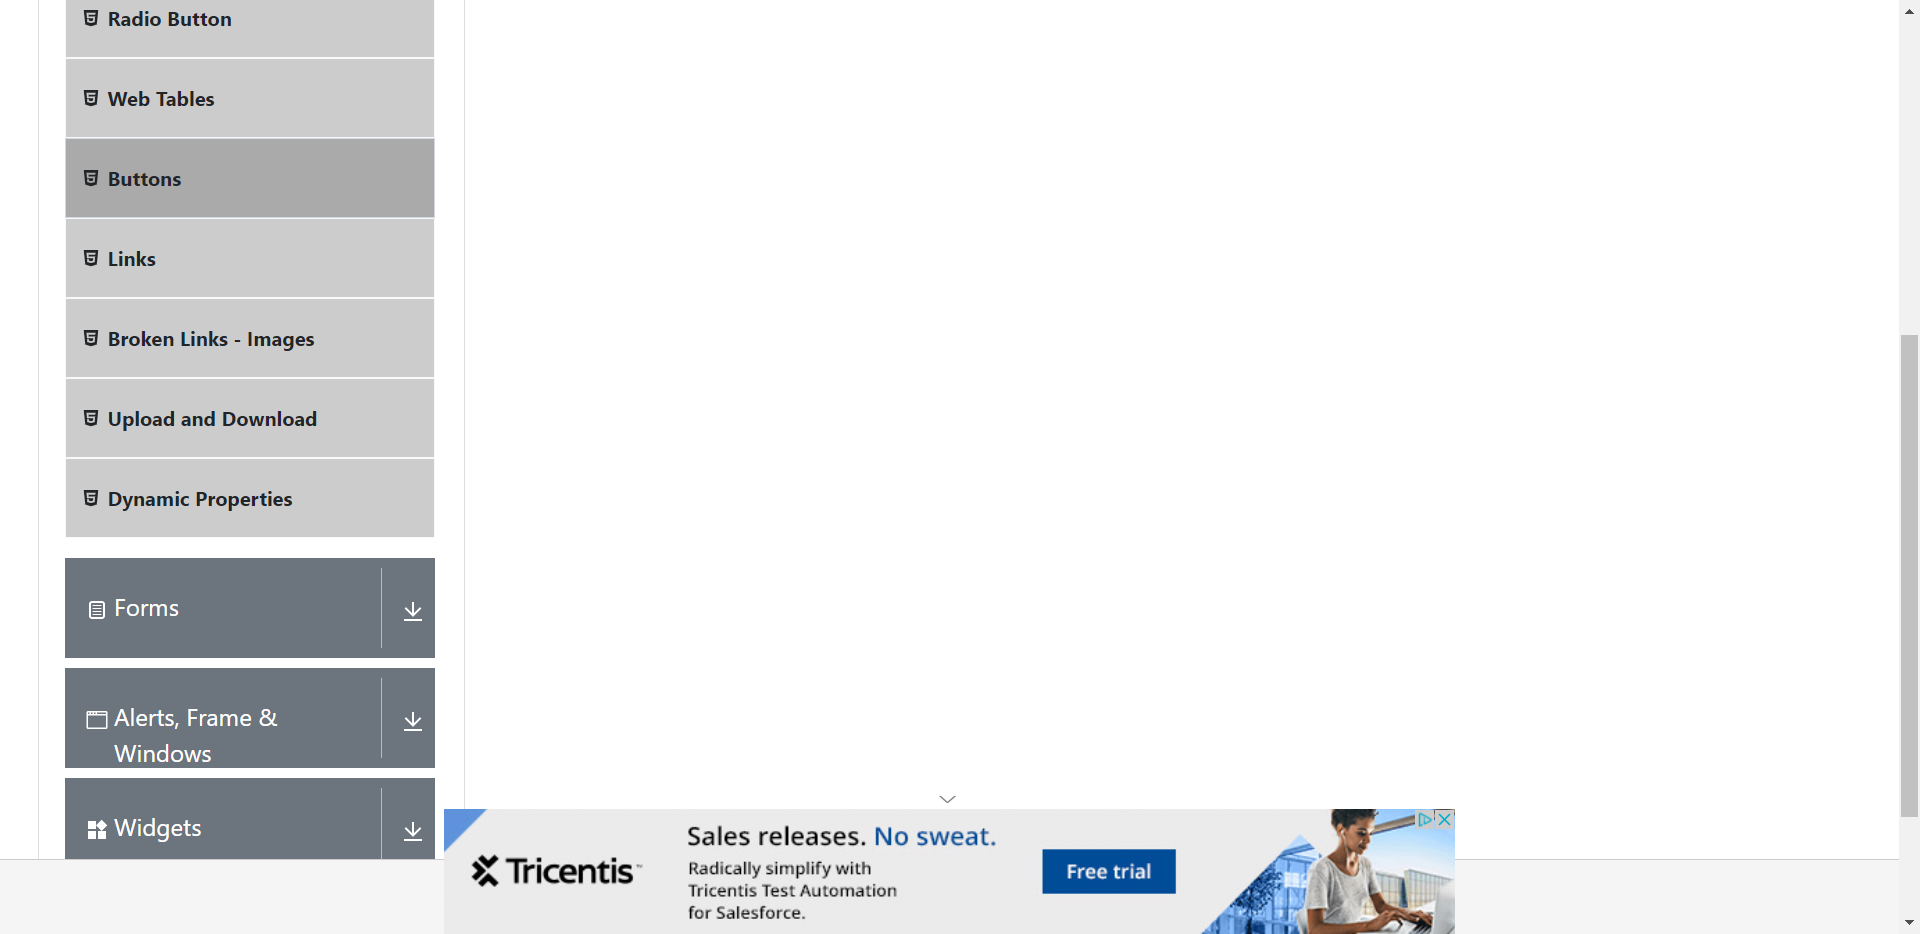 Radio Button
Web Tables
Buttons
Links
Broken Links - Images
Upload and Download
Dynamic Properties
Forms
Alerts, Frame &
Windows
Widgets
Tricentis™
Sales releases. No sweat.
Radically simplify with
Tricentis Test Automation
for Salesforce.
Free trial